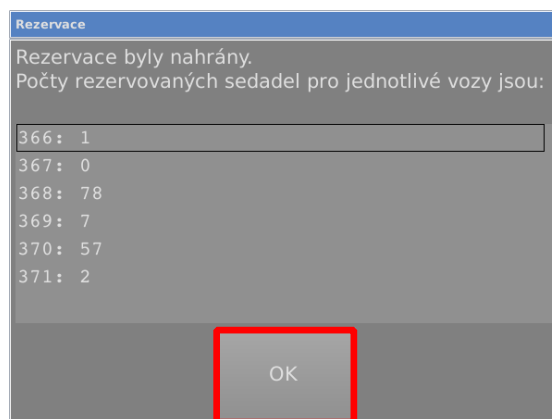 Rezervace
Rezervace byly nahrány.
Počty rezervovaných sedadel pro jednotlivé vozy jsou:
366: 1
367: 0
368: 78
369: 7
370: 57
371: 2
OK